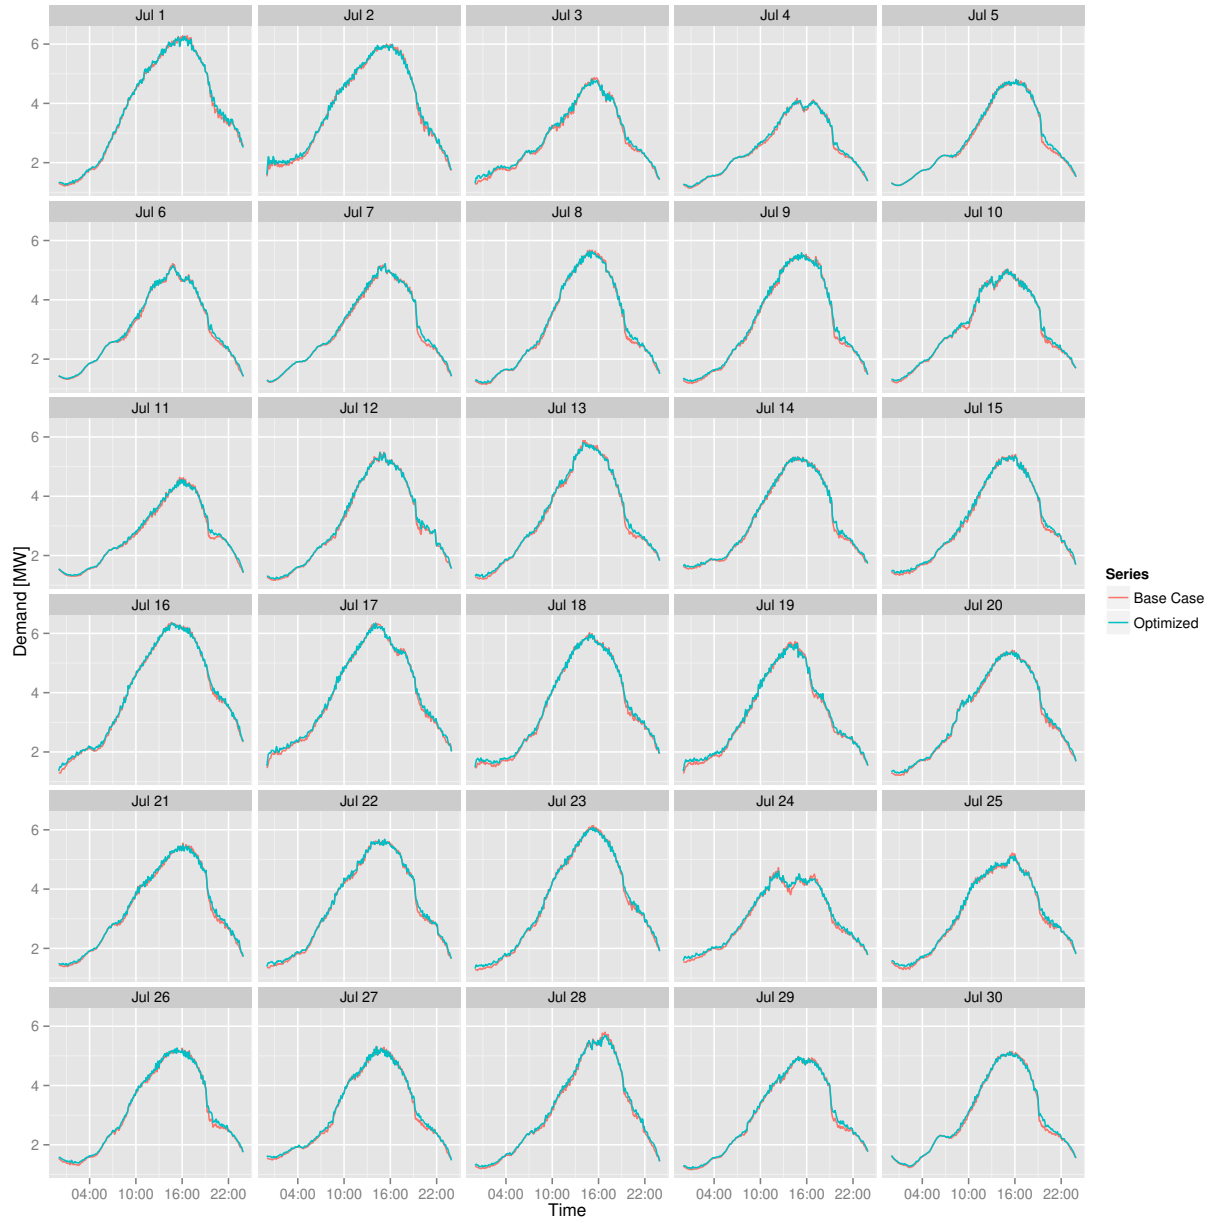 Jul 1 Jul 2 Jul 3 Jul 4 Jul 5
6
4
2
Jul 6 Jul 7 Jul 8 Jul 9 Jul 10
6
4
2
Jul 11 Jul 12 Jul 13 Jul 14 Jul 15
6
4
2
Demand [MW]
Jul 16 Jul 17 Jul 18 Jul 19 Jul 20
6
4
2
Jul 21 Jul 22 Jul 23 Jul 24 Jul 25
6
4
2
Jul 26 Jul 27 Jul 28 Jul 29 Jul 30
6
4
2
04:00 10:00 16:00 22:00 04:00 10:00 16:00 22:00 04:00 10:00 16:00 22:00 04:00 10:00 16:00 22:00 04:00 10:00 16:00 22:00
Time
Series
Base Case
Optimized